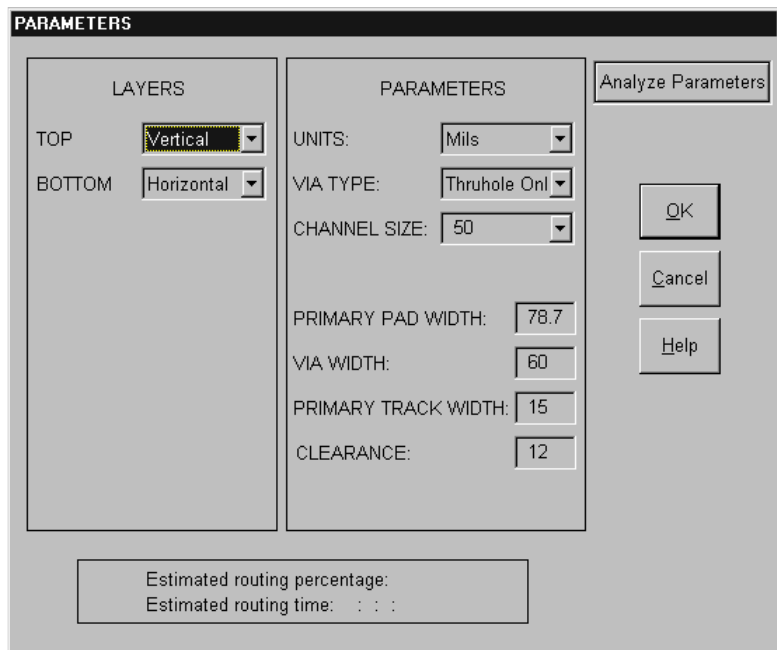 PARAMETERS
LAYERS
TOP Vertical
BOTTOM Horizontal
PARAMETERS
UNITS: Mils
VIA TYPE: Thruhole Onl
CHANNEL SIZE: 50
PRIMARY PAD WIDTH: 78.7
VIA WIDTH: 60
PRIMARY TRACK WIDTH: 15
CLEARANCE: 12
Analyze Parameters
OK
Cancel
Help
Estimated routing percentage:
Estimated routing time: : : :